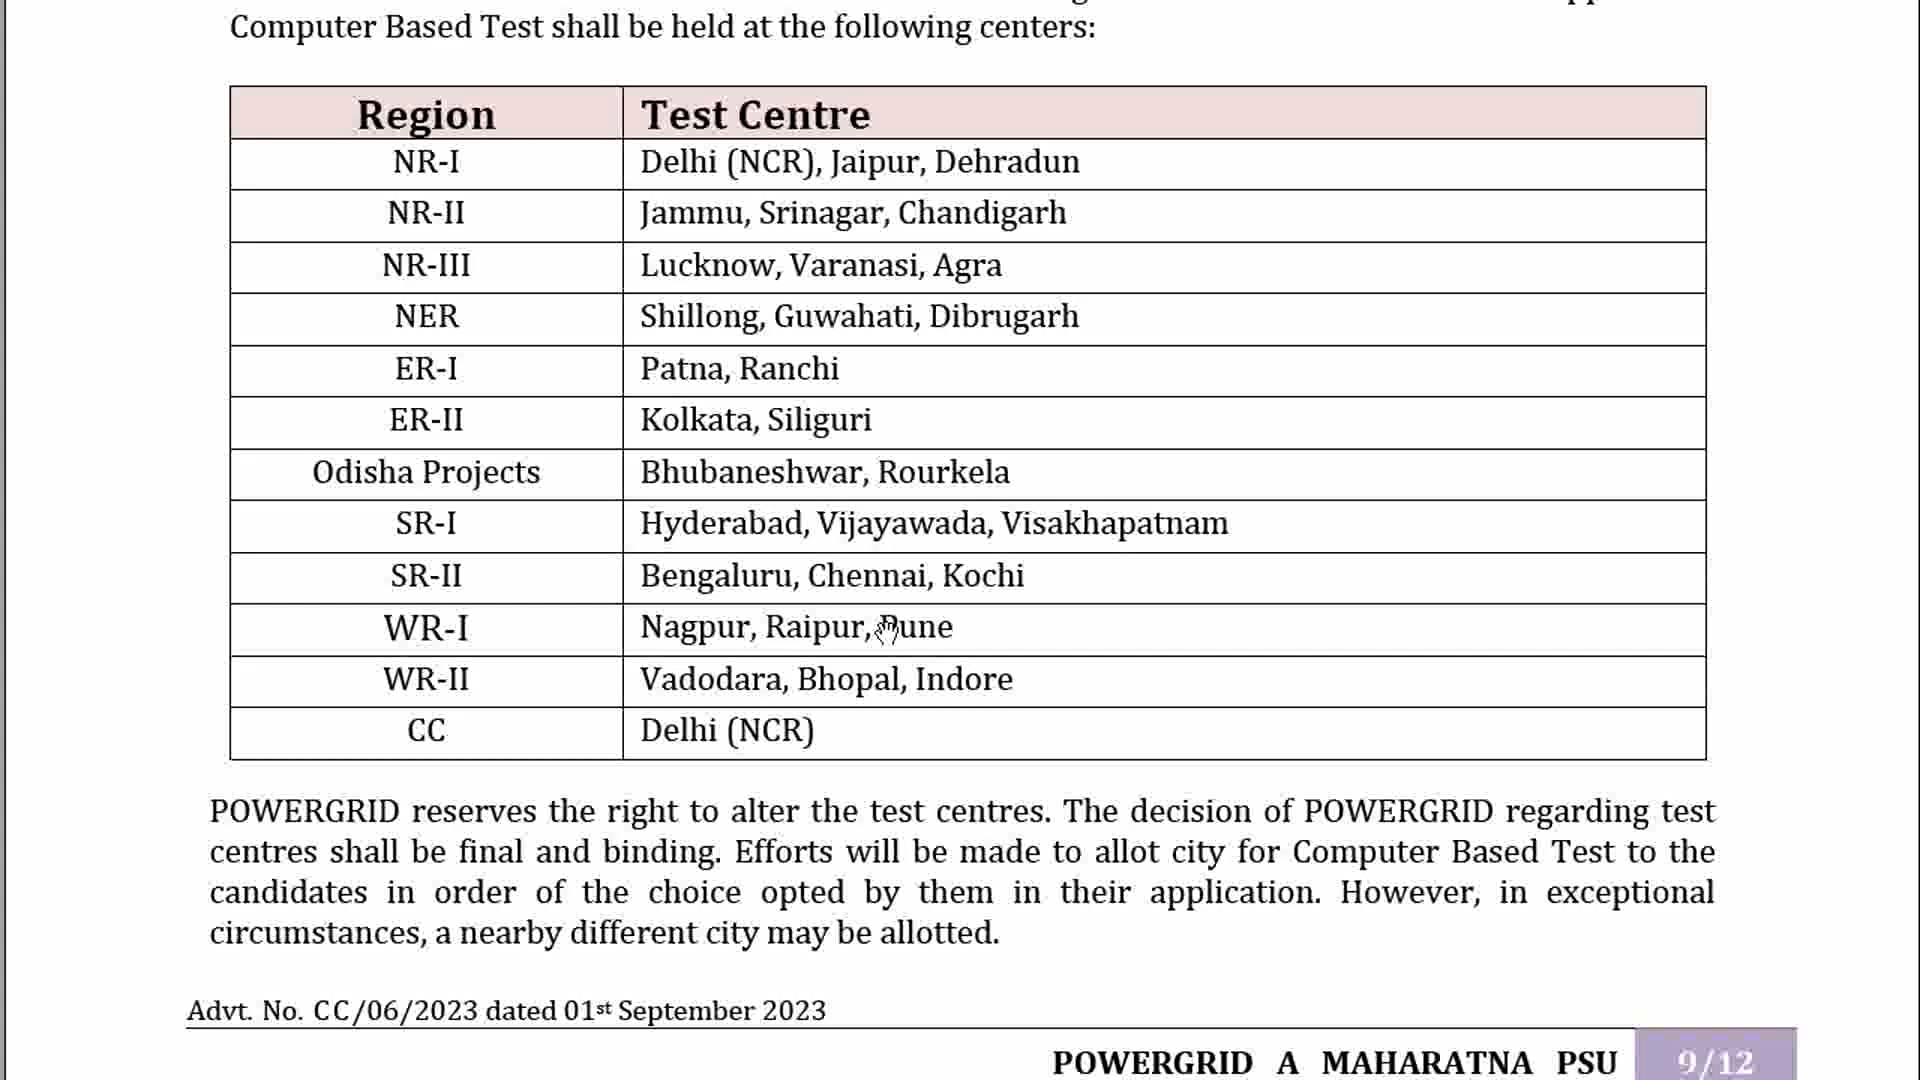 Computer Based Test shall be held at the following centers:
Region Test Centre
NR-I Delhi (NCR), Jaipur, Dehradun
NR-II Jammu, Srinagar, Chandigarh
NR-III Lucknow, Varanasi, Agra
NER Shillong, Guwahati, Dibrugarh
ER-I Patna, Ranchi
ER-II Kolkata, Siliguri
Odisha Projects Bhubaneshwar, Rourkela
SR-I Hyderabad, Vijayawada, Visakhapatnam
SR-II Bengaluru, Chennai, Kochi
WR-I Nagpur, Raipur, Pune
WR-II Vadodara, Bhopal, Indore
CC Delhi (NCR)
POWERGRID reserves the right to alter the test centres. The decision of POWERGRID regarding test
centres shall be final and binding. Efforts will be made to allot city for Computer Based Test to the
candidates in order of the choice opted by them in their application. However, in exceptional
circumstances, a nearby different city may be allotted.
Advt. No. CC/06/2023 dated 01st September 2023
POWERGRID A MAHARATNA PSU 9/12